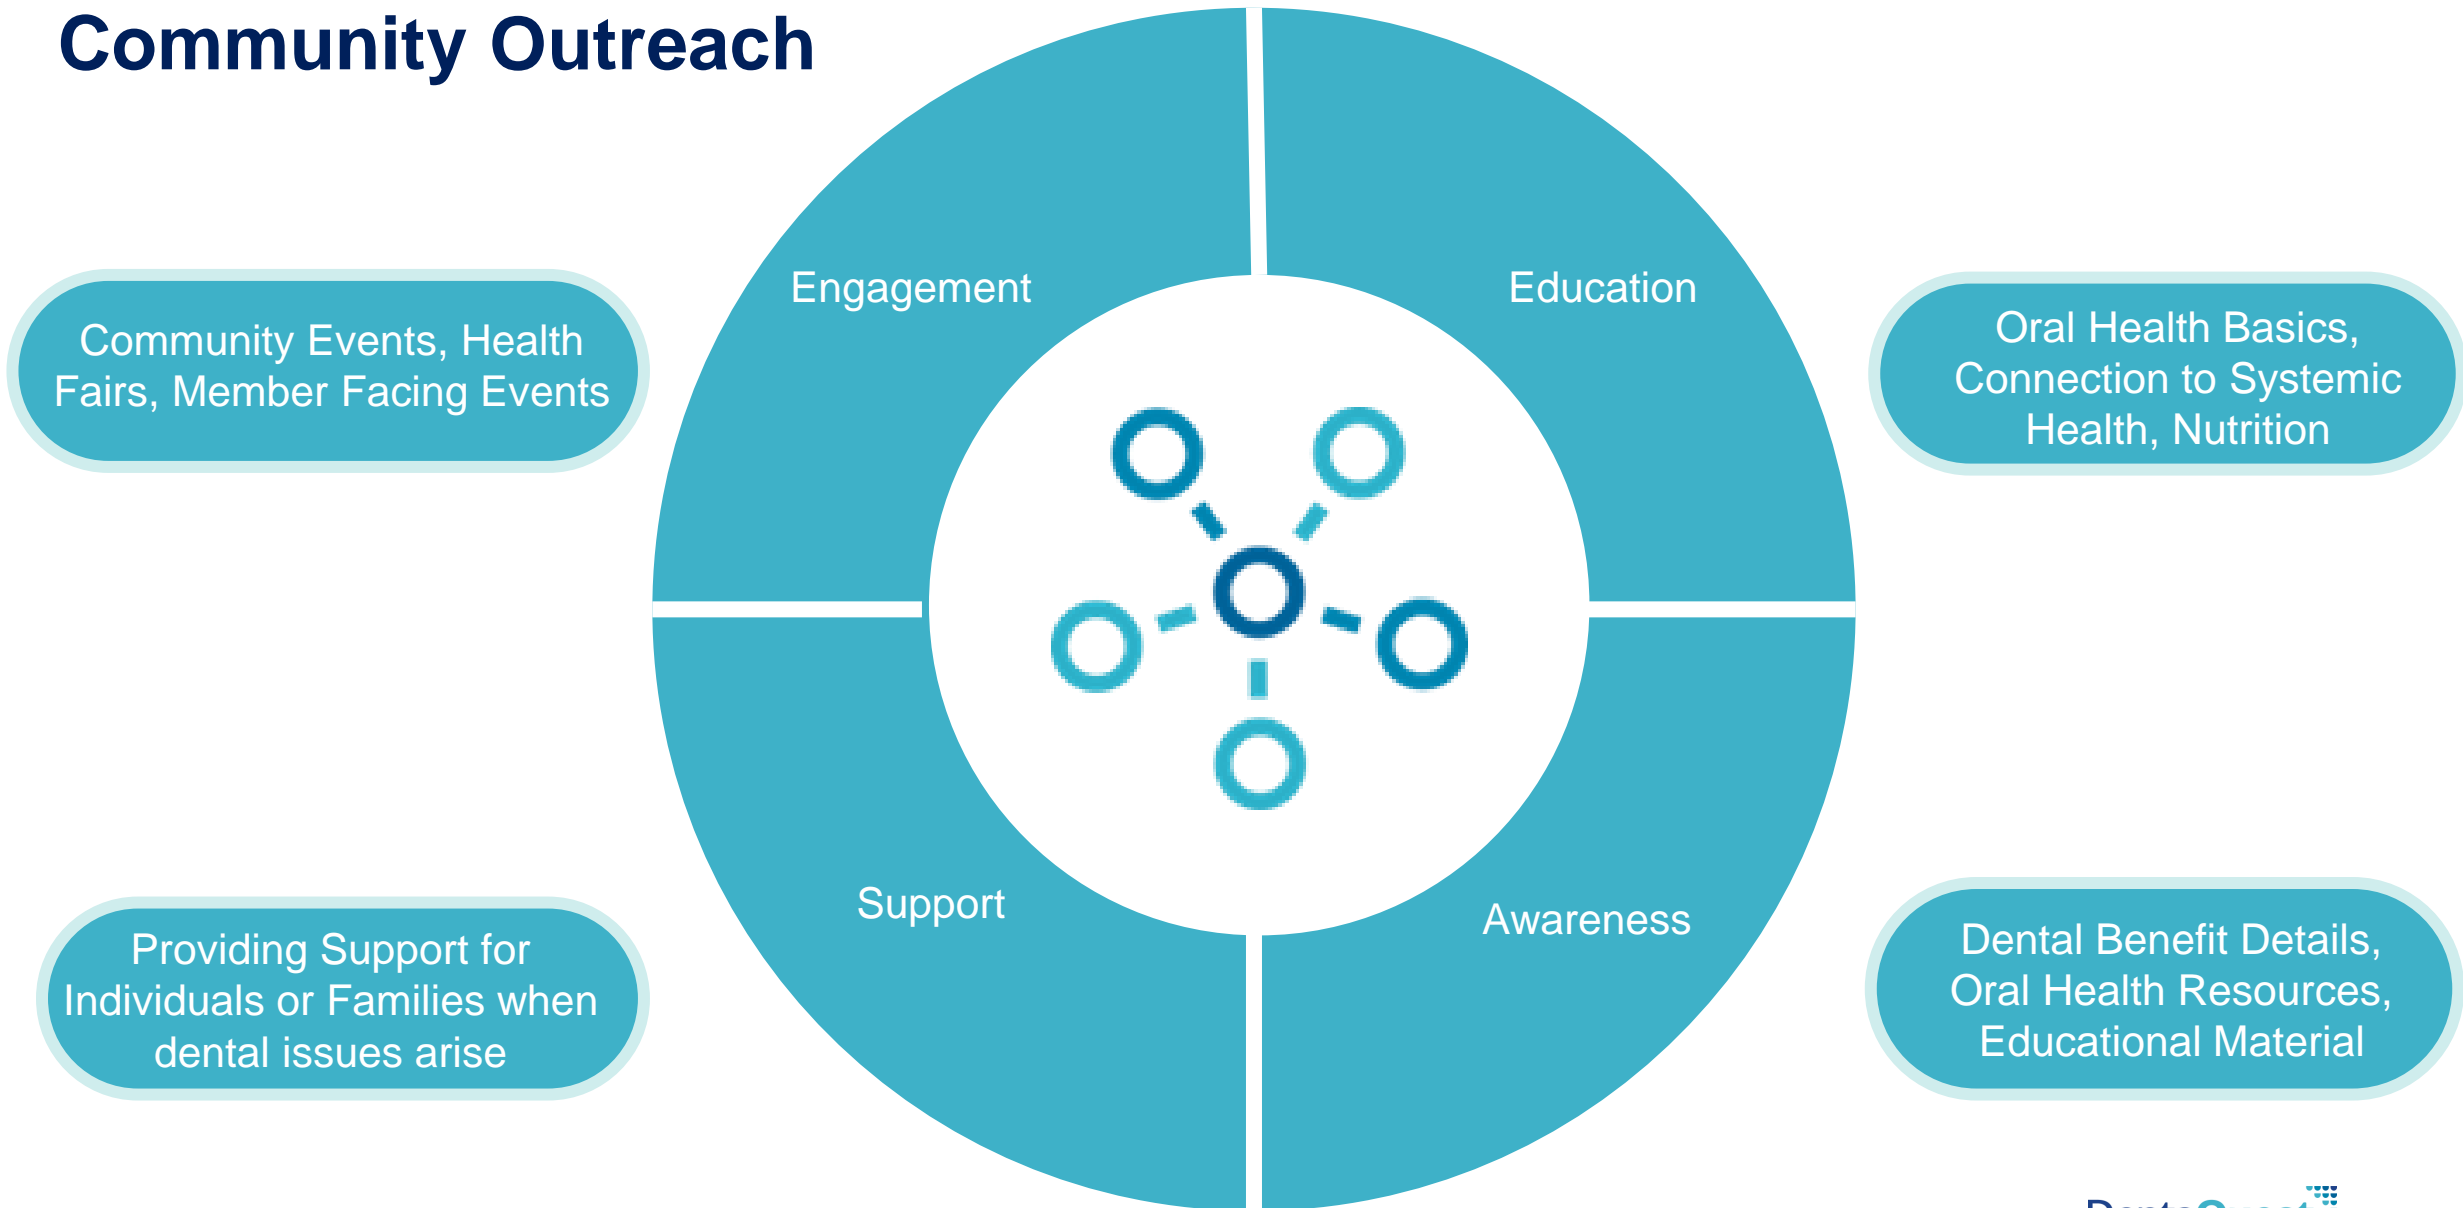 Community Outreach
Engagement
Education
Community Events, Health
Fairs, Member Facing Events
Oral Health Basics,
Connection to Systemic
Health, Nutrition
Support
Awareness
Providing Support for
Individuals or Families when
dental issues arise
Dental Benefit Details,
Oral Health Resources,
Educational Material
DentaQuest